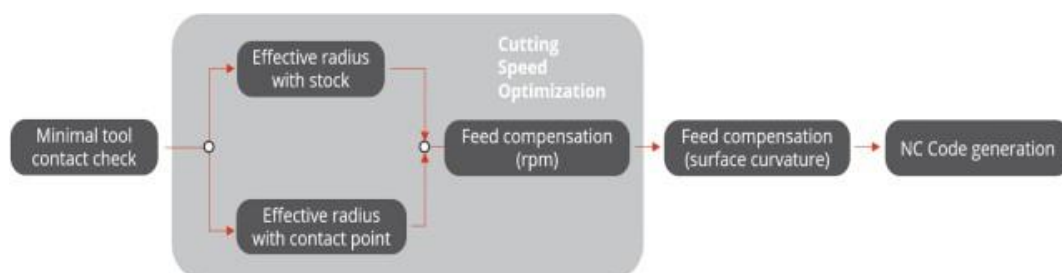 Minimal tool
contact check
Effective radius
with stock
Effective radius
with contact point
Cutting
Speed
Optimization
Feed compensation
(rpm)
Feed compensation
(surface curvature)
NC Code generation